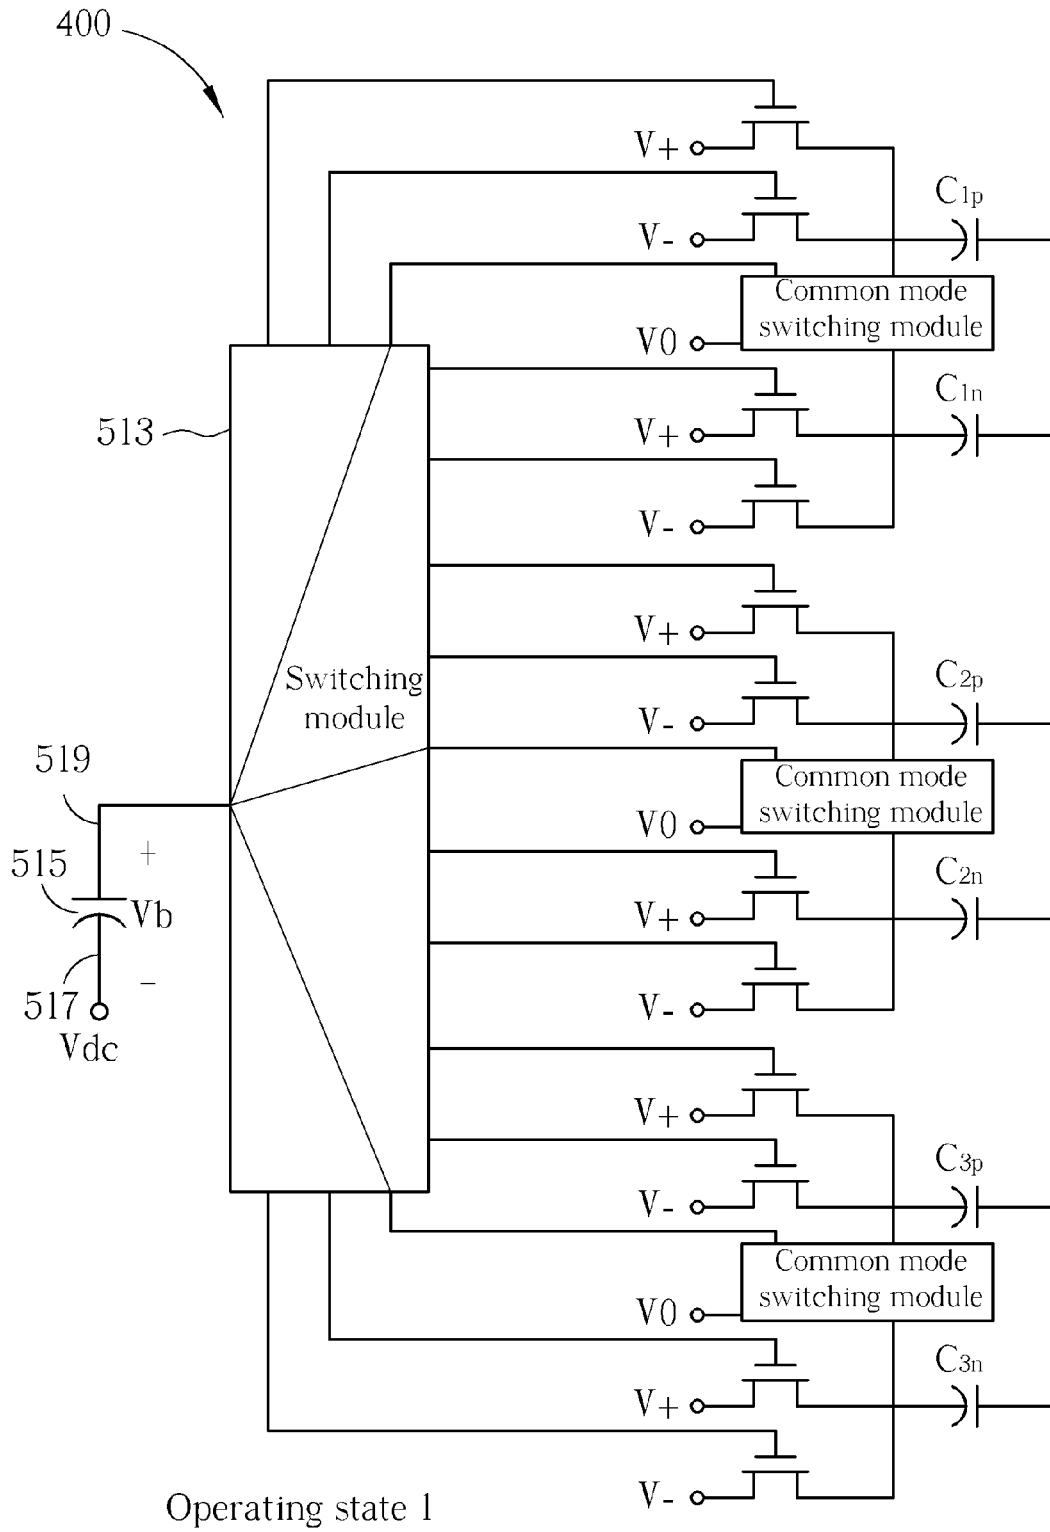 400
V+
C1p
V-
Common mode
switching module
V0
C1n
513
V+
V-
V+
C2p
Switching
module
V-
519
Common mode
switching module
V0
+
515
Vb
C2n
V+
517
-
V-
Vdc
V+
C3p
V-
Common mode
switching module
V0
C3n
V+
V-
Operating state 1